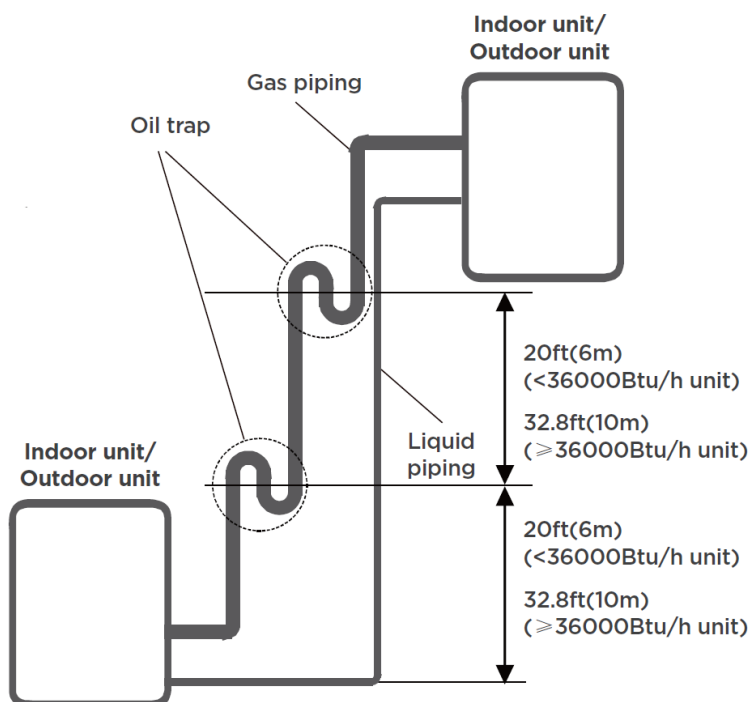 Indoor unit/
Outdoor unit
Gas piping
Oil trap
20ft(6m)
(<36000Btu/h unit)
32.8ft(10m)
(⩾36000Btu/h unit)
Liquid
piping
Indoor unit/
Outdoor unit
20ft(6m)
(<36000Btu/h unit)
32.8ft(10m)
(⩾36000Btu/h unit)